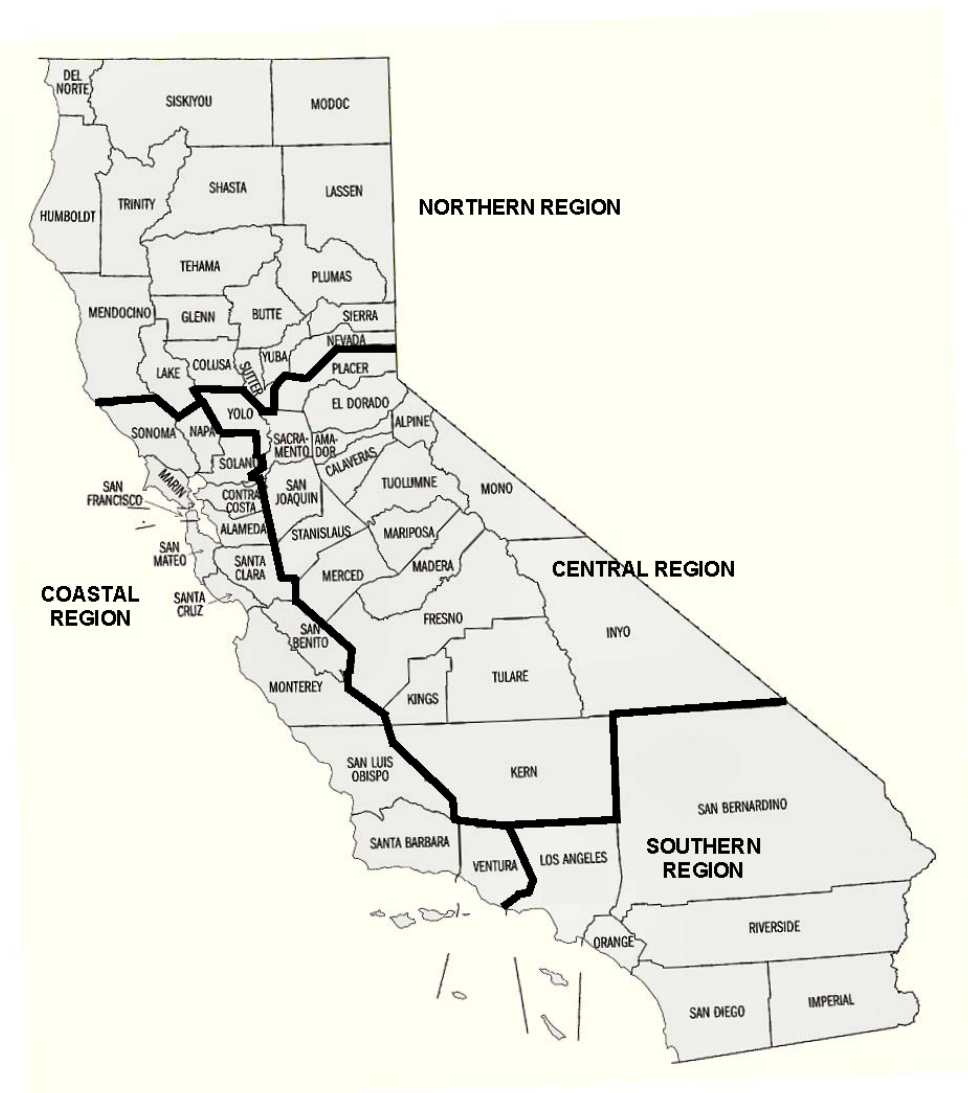 DEL
NORTE
SISKIYOU
MODOC
HUMBOLDT
TRINITY
SHASTA
LASSEN
NORTHERN REGION
TEHAMA
PLUMAS
MENDOCINO
GLENN
BUTTE
SIERRA
NEVADA
LAKE
COLUSA
SUTTER
YUBA
PLACER
SONOMA
NAPA
YOLO
EL DORADO
ALPINE
SACRA-
MENTO
AMA-
DOR
CALAVERAS
SOLANO
MARIN
SAN
FRANCISCO
CONTRA
COSTA
SAN
JOAQUIN
TUOLUMNE
MONO
ALAMEDA
STANISLAUS
MARIPOSA
SAN
MATEO
SANTA
CLARA
MERCED
MADERA
CENTRAL REGION
COASTAL
REGION
SANTA
CRUZ
SAN
BENITO
FRESNO
INYO
MONTEREY
KINGS
TULARE
SAN LUIS
OBISPO
KERN
SAN BERNARDINO
SANTA BARBARA
VENTURA
LOS ANGELES
SOUTHERN
REGION
ORANGE
RIVERSIDE
SAN DIEGO
IMPERIAL